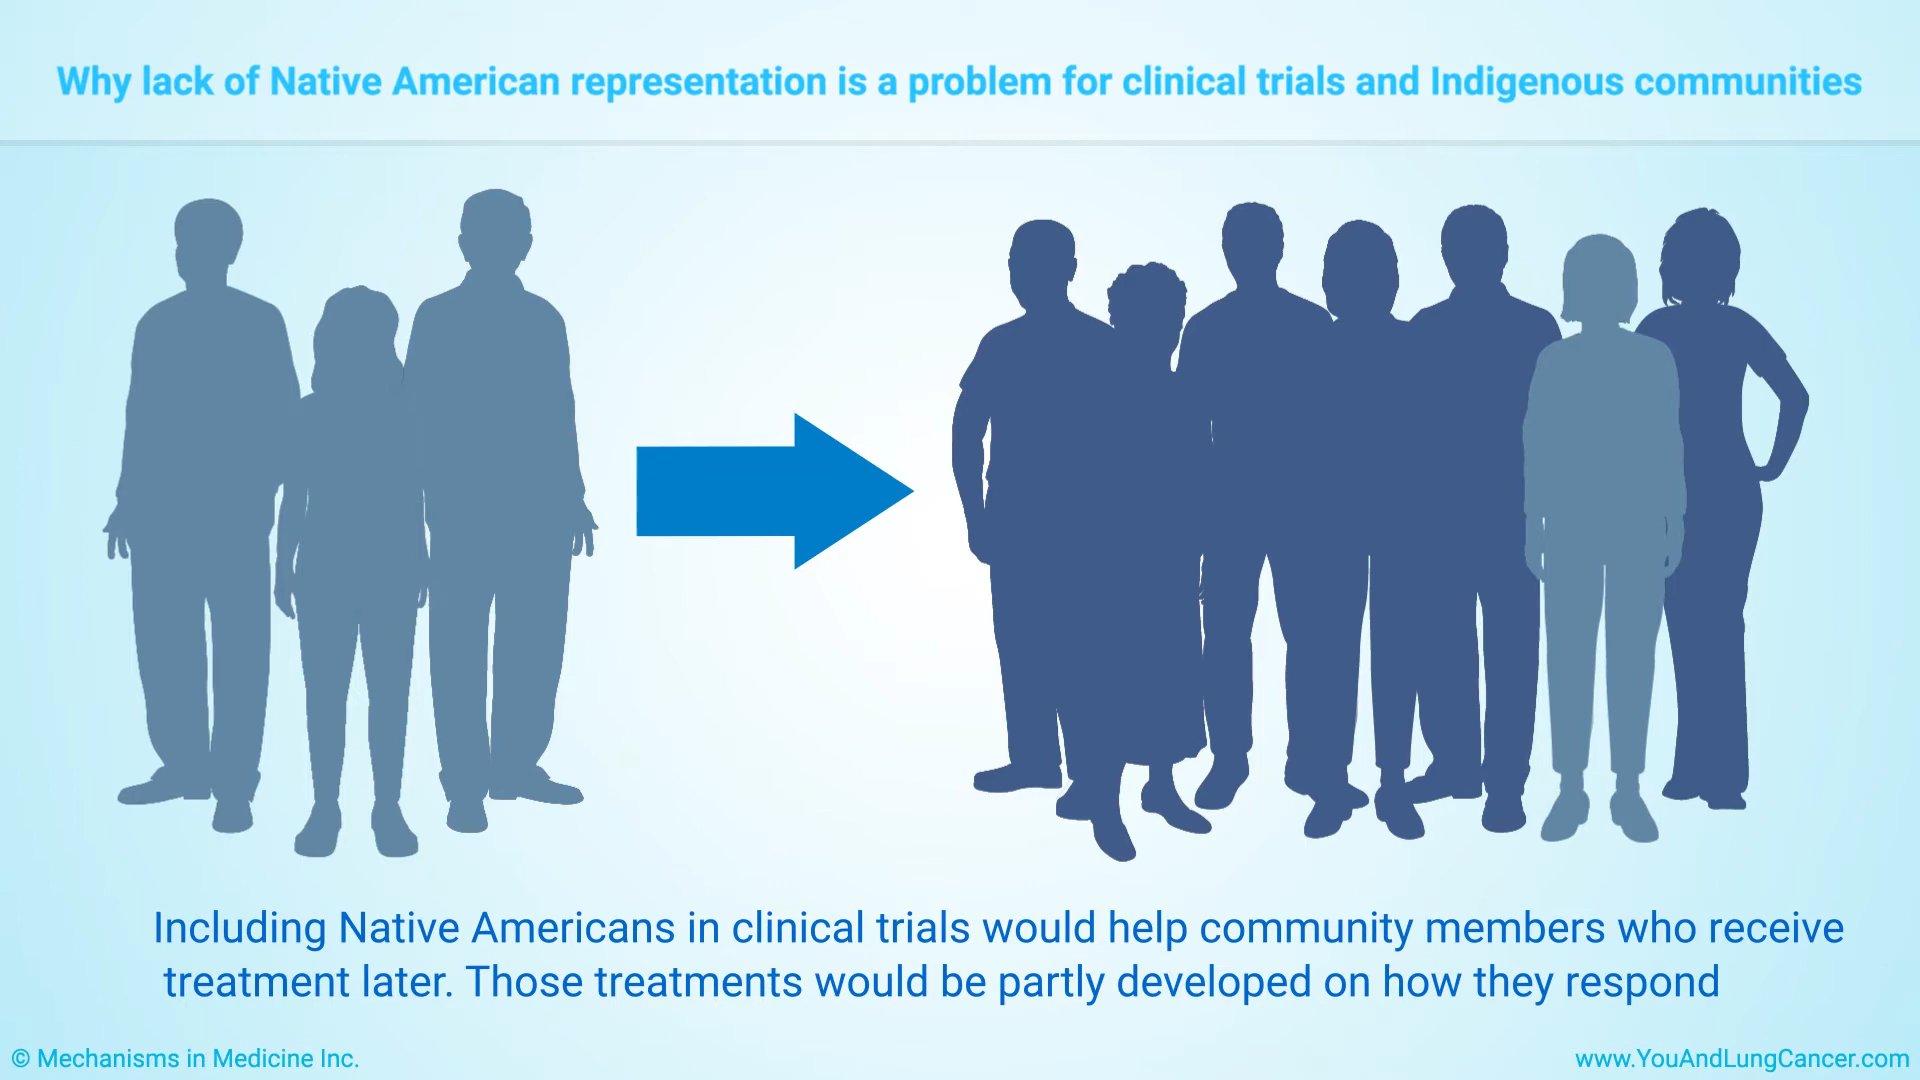 Why lack of Native American representation is a problem for clinical trials and Indigenous communities
Including Native Americans in clinical trials would help community members who receive
treatment later. Those treatments would be partly developed on how they respond
© Mechanisms in Medicine Inc.
www.YouAndLungCancer.com